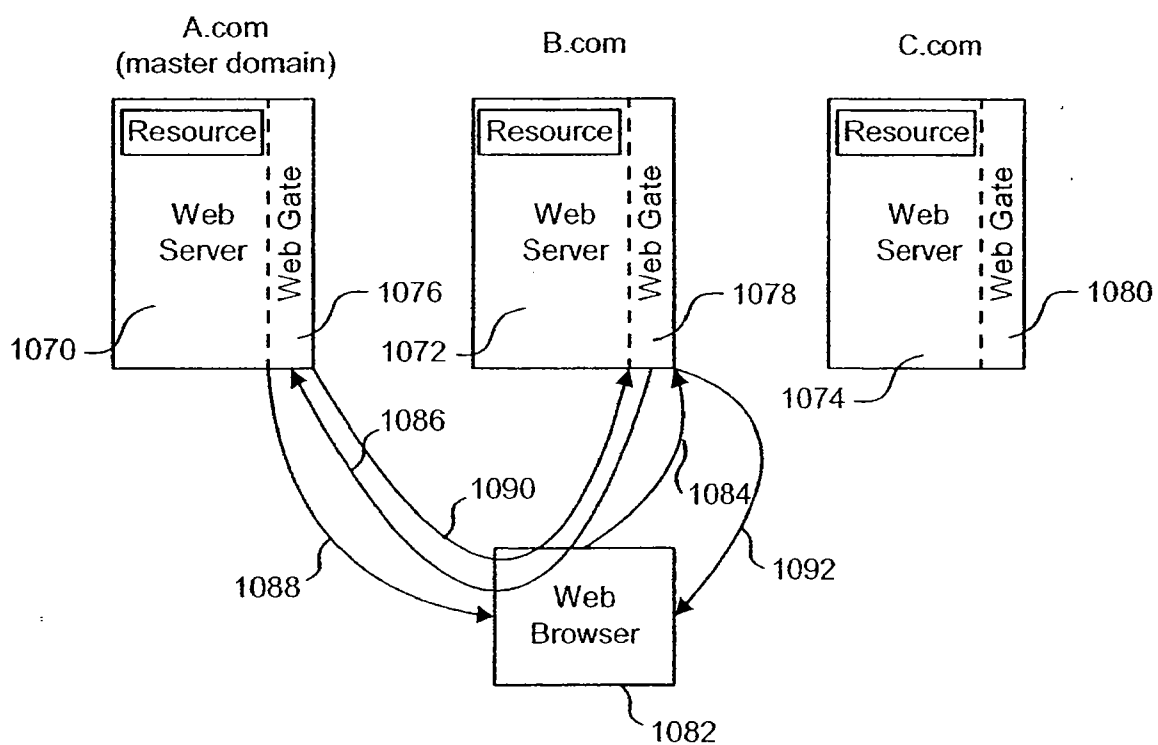 A.com
(master domain)
B.com
C.com
Resource
Resource
Resource
Web
Server
Web Gate
Web
Server
Web Gate
Web
Server
Web Gate
1076
1078
1080
1070
1072
1074
1086
1084
1090
1092
1088
Web
Browser
1082